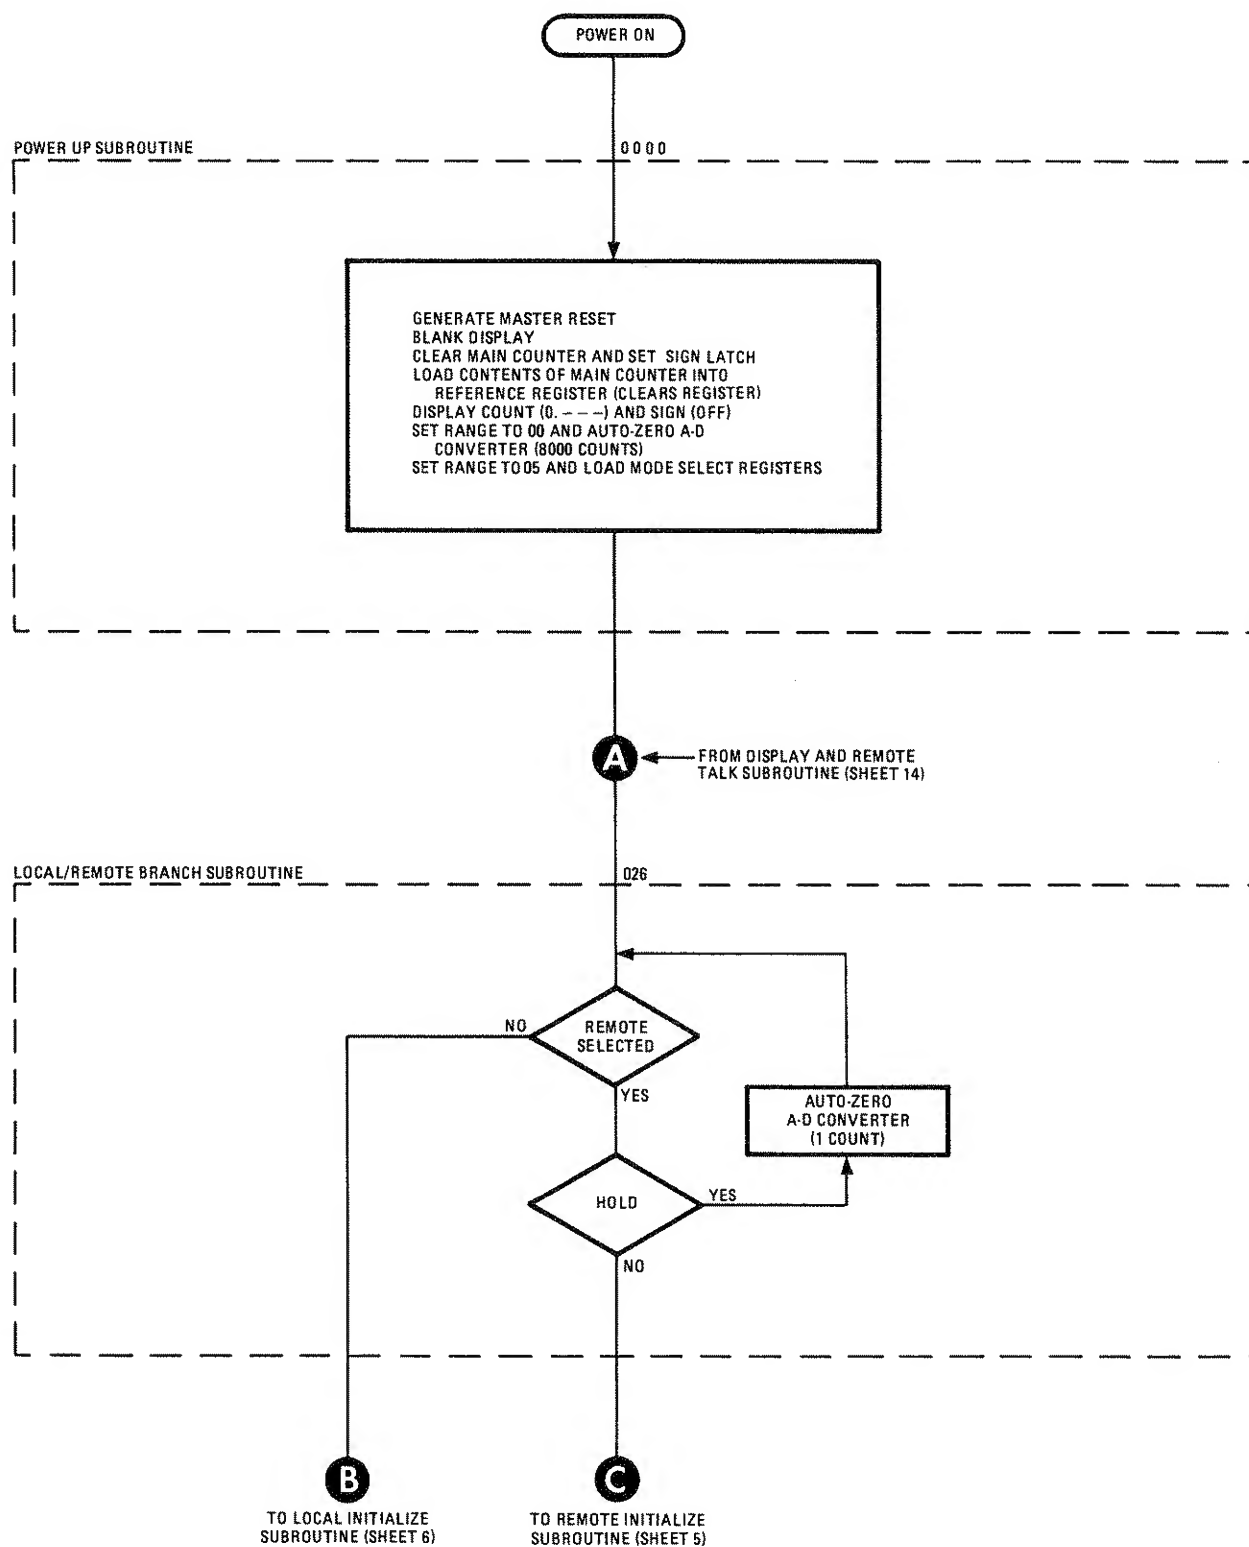 POWER ON
POWER UP SUBROUTINE
0000
GENERATE MASTER RESET
BLANK DISPLAY
CLEAR MAIN COUNTER AND SET SIGN LATCH
LOAD CONTENTS OF MAIN COUNTER INTO
REFERENCE REGISTER (CLEARS REGISTER)
DISPLAY COUNT (0. – – –) AND SIGN (OFF)
SET RANGE TO 00 AND AUTO-ZERO A-D
CONVERTER (8000 COUNTS)
SET RANGE TO 05 AND LOAD MODE SELECT REGISTERS
A
FROM DISPLAY AND REMOTE
TALK SUBROUTINE (SHEET 14)
LOCAL/REMOTE BRANCH SUBROUTINE
026
NO
REMOTE
SELECTED
YES
AUTO-ZERO
A-D CONVERTER
(1 COUNT)
HOLD
YES
NO
B
C
TO LOCAL INITIALIZE
SUBROUTINE (SHEET 6)
TO REMOTE INITIALIZE
SUBROUTINE (SHEET 5)